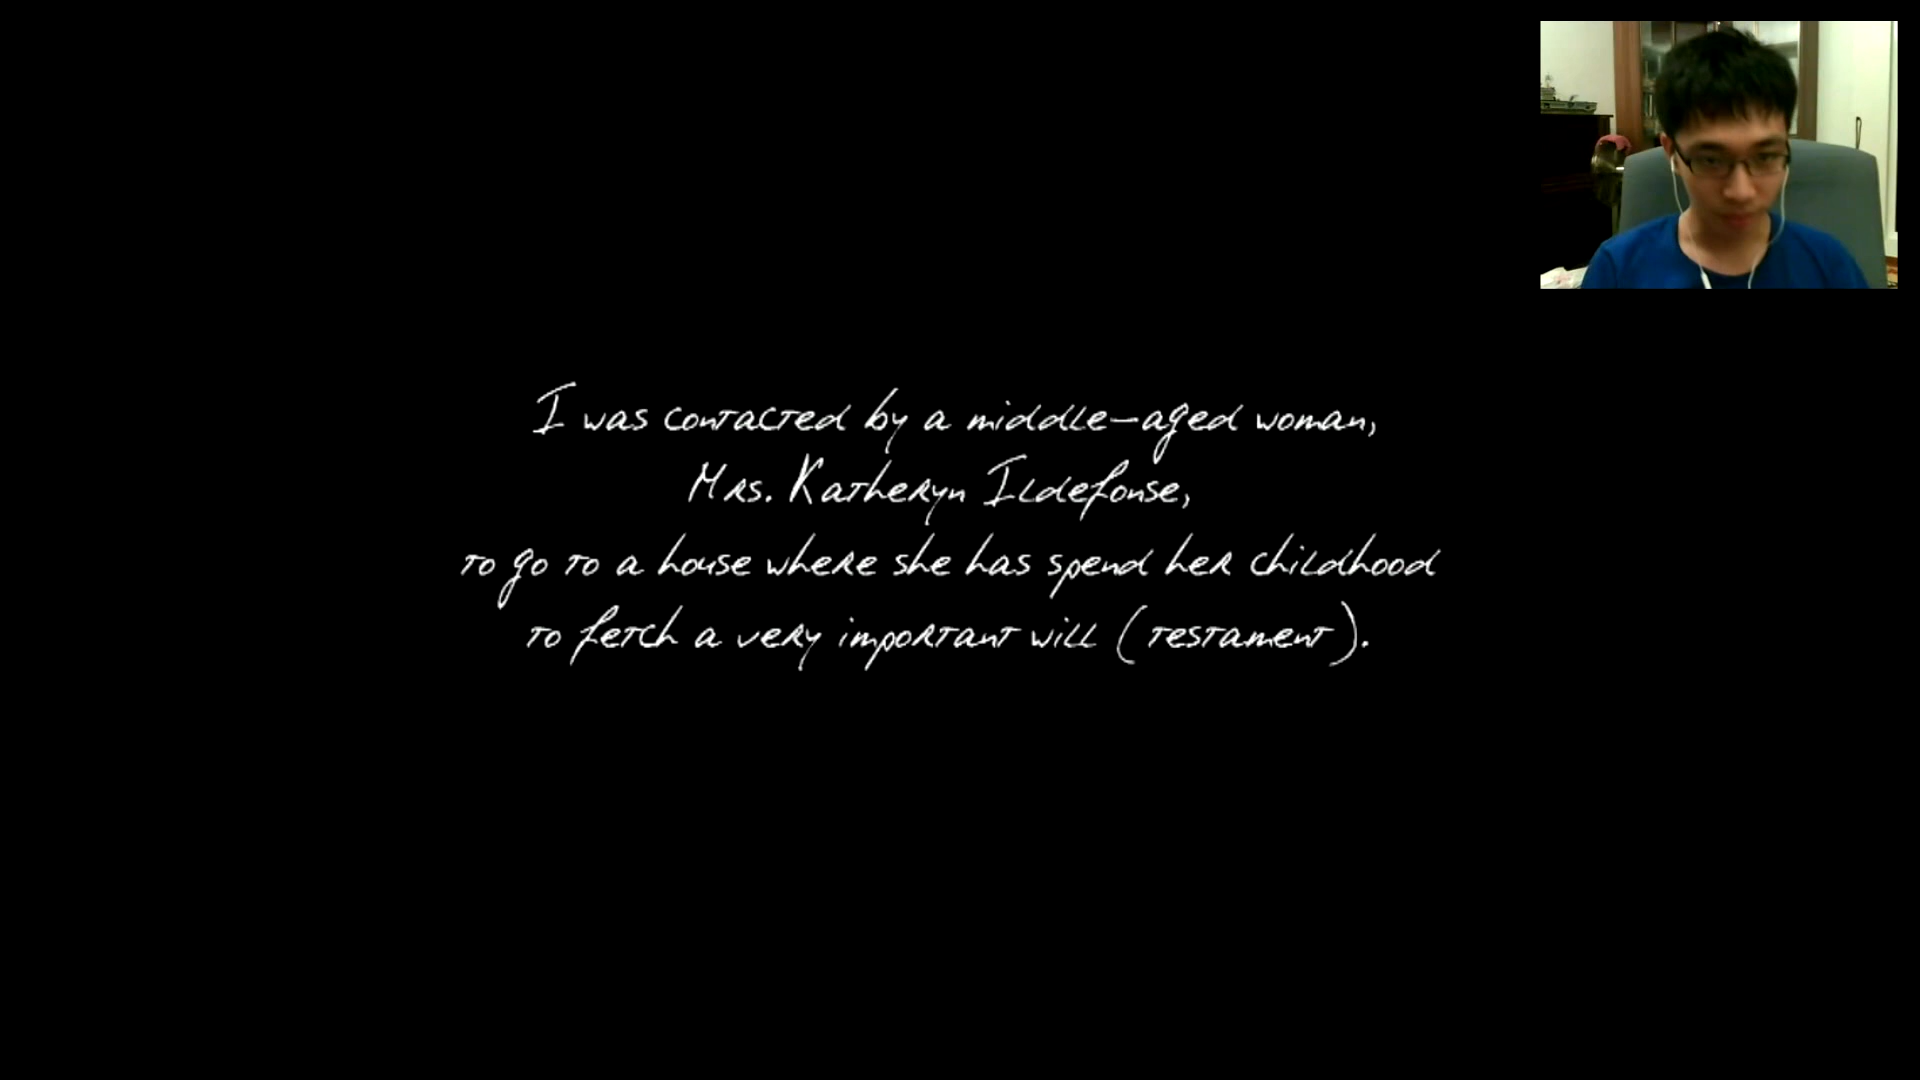 I was contacted by a middle-aged woman,
Mrs. Katheryn Ildefonse,
to go to a house where she has spend her childhood
to fetch a very important will (testament).